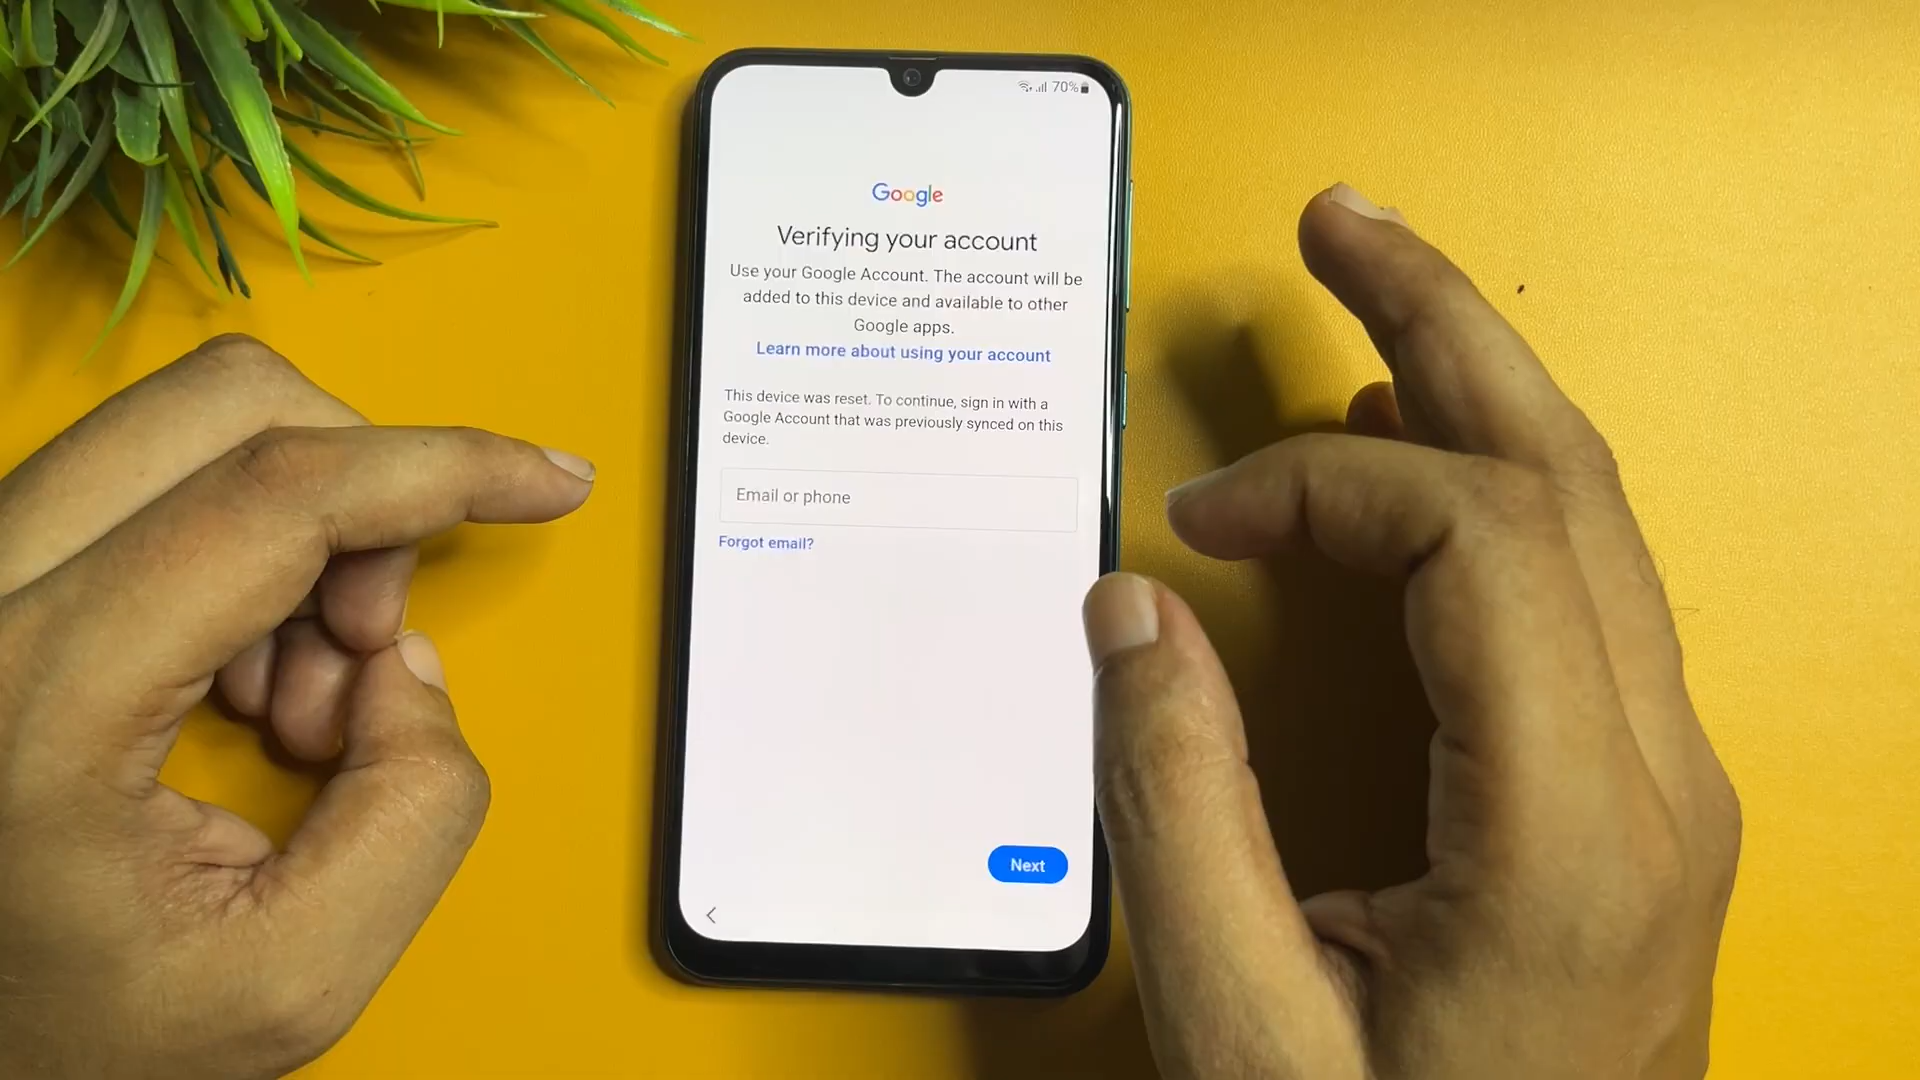 70%
Google
Verifying your account
Use your Google Account. The account will be
added to this device and available to other
Google apps.
Learn more about using your account
This device was reset. To continue, sign in with a
Google Account that was previously synced on this
device.
Email or phone
Forgot email?
Next